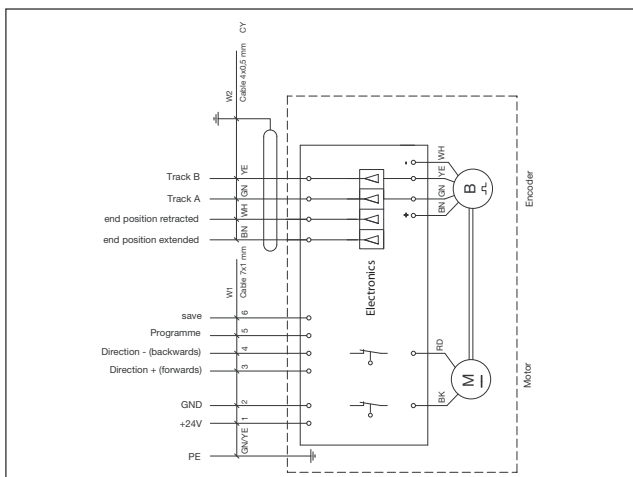 CY
W2
Cable 4x0,5 mm
Track B
YE
Track A
GN
end position retracted
WH
end position extended
BN
W1
Cable 7x1 mm
save
6
Programme
5
Direction - (backwards)
4
Direction + (forwards)
3
GND
2
+24V
1
PE
GN/YE
Electronics
-
WH
YE
GN
BN
+
B
Encoder
RD
BK
M
Motor